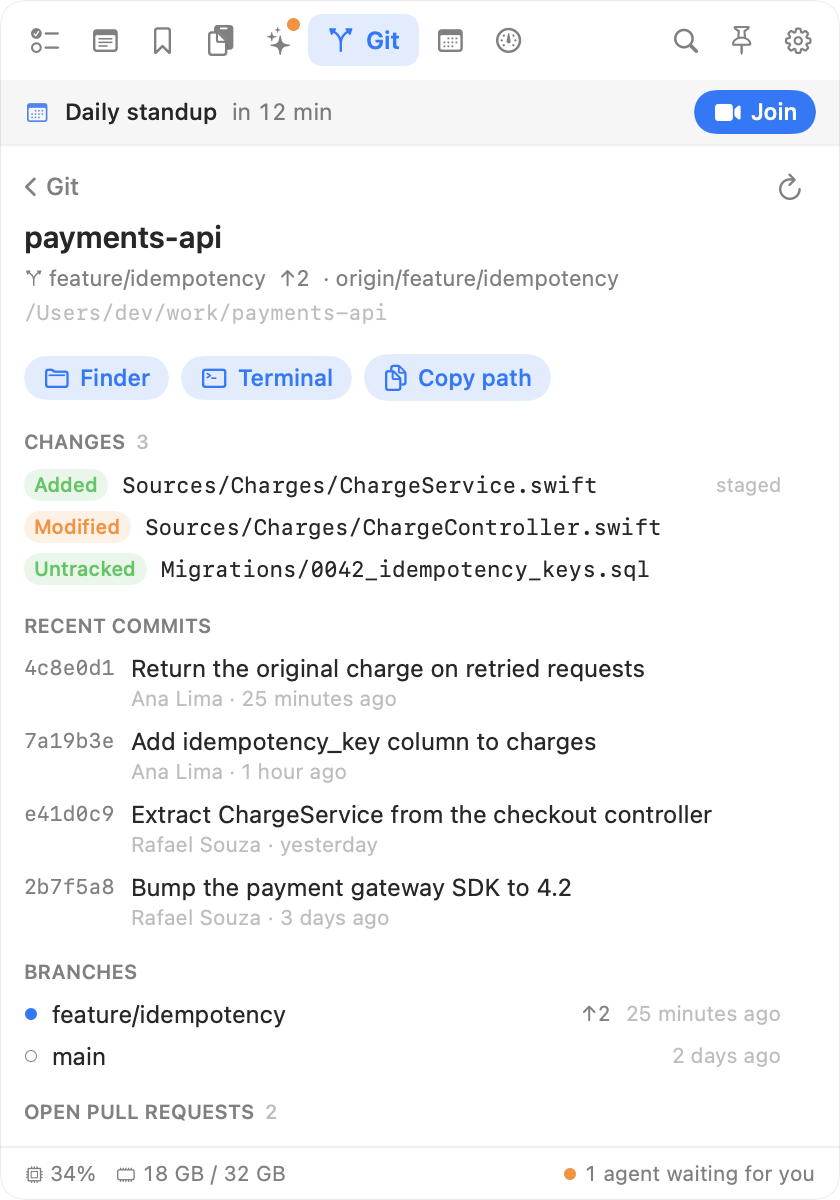 Git
Daily standup in 12 min
Join
Git
payments-api
feature/idempotency ↑2 · origin/feature/idempotency
/Users/dev/work/payments-api
Finder
Terminal
Copy path
CHANGES 3
Added Sources/Charges/ChargeService.swift staged
Modified Sources/Charges/ChargeController.swift
Untracked Migrations/0042_idempotency_keys.sql
RECENT COMMITS
4c8e0d1 Return the original charge on retried requests
Ana Lima · 25 minutes ago
7a19b3e Add idempotency_key column to charges
Ana Lima · 1 hour ago
e41d0c9 Extract ChargeService from the checkout controller
Rafael Souza · yesterday
2b7f5a8 Bump the payment gateway SDK to 4.2
Rafael Souza · 3 days ago
BRANCHES
feature/idempotency ↑2 25 minutes ago
main 2 days ago
OPEN PULL REQUESTS 2
34% 18 GB / 32 GB 1 agent waiting for you